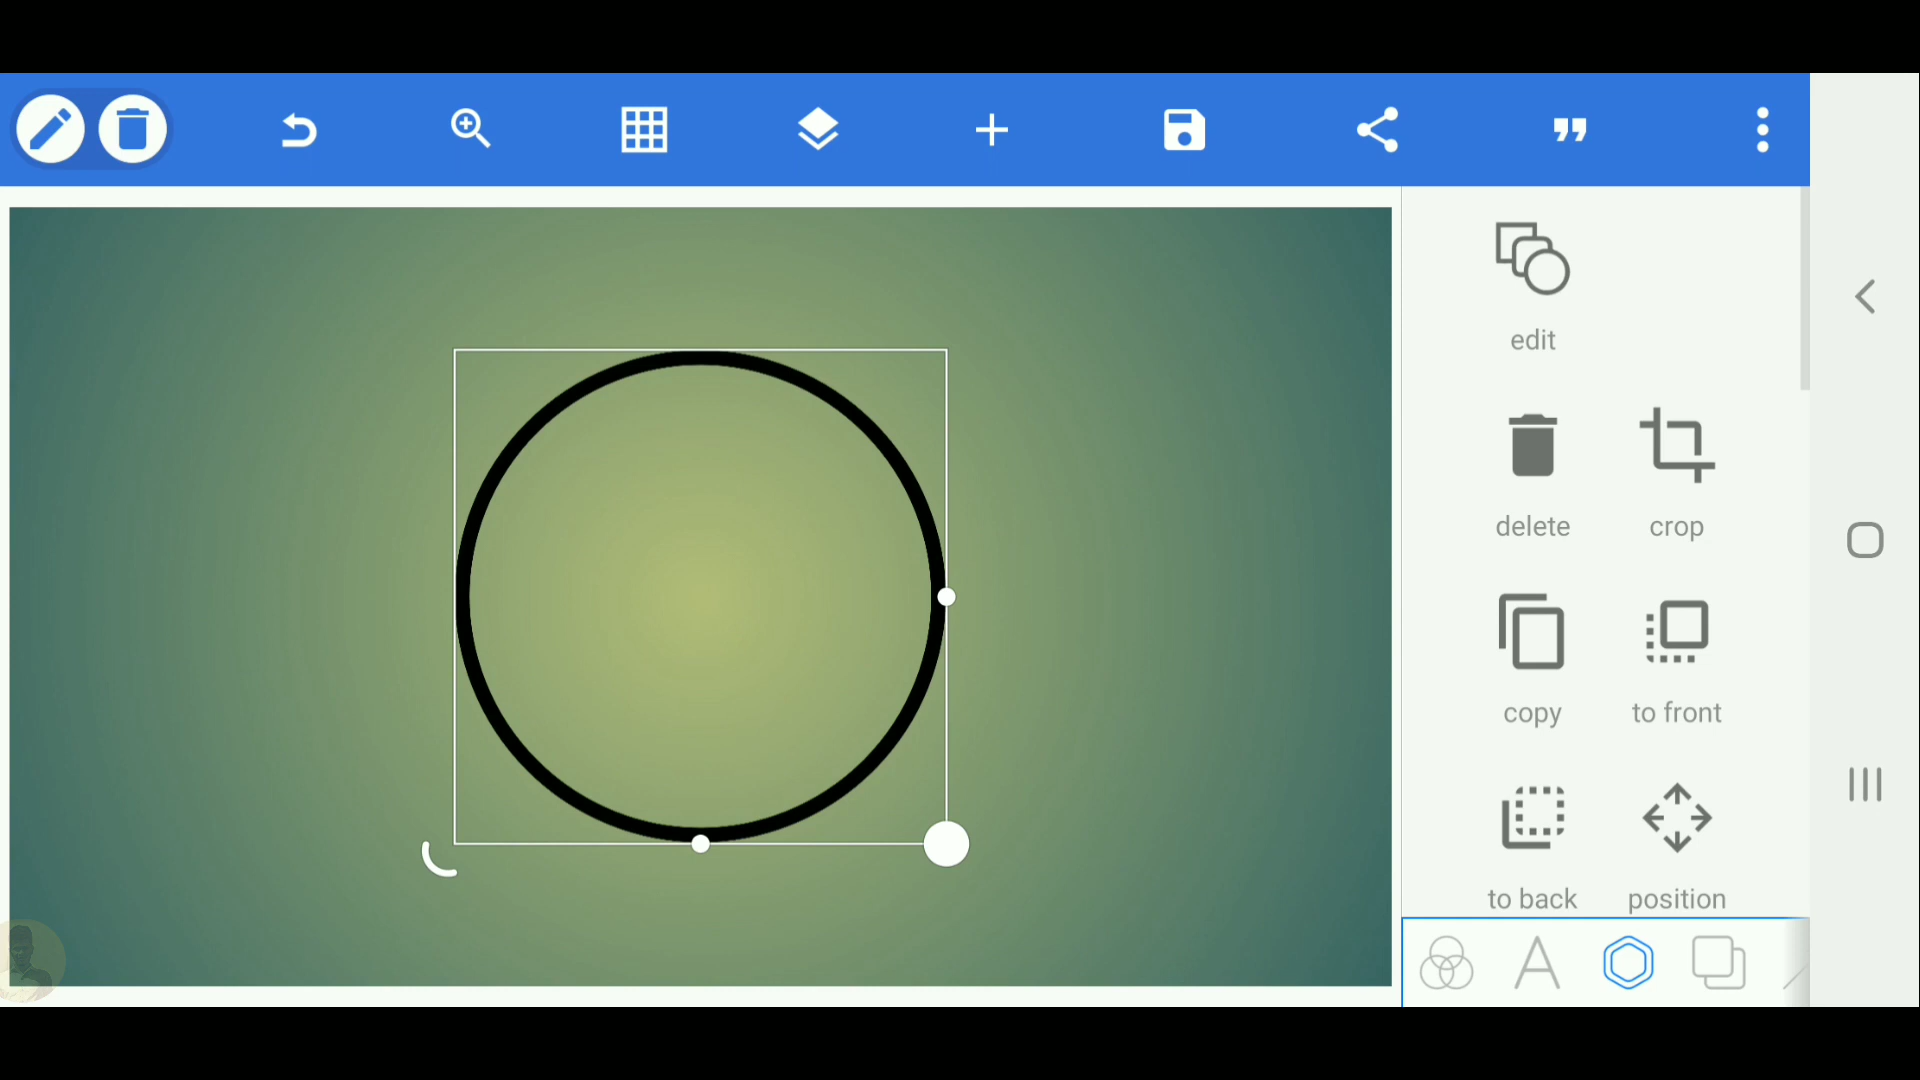 edit
delete
crop
copy
to front
to back
position